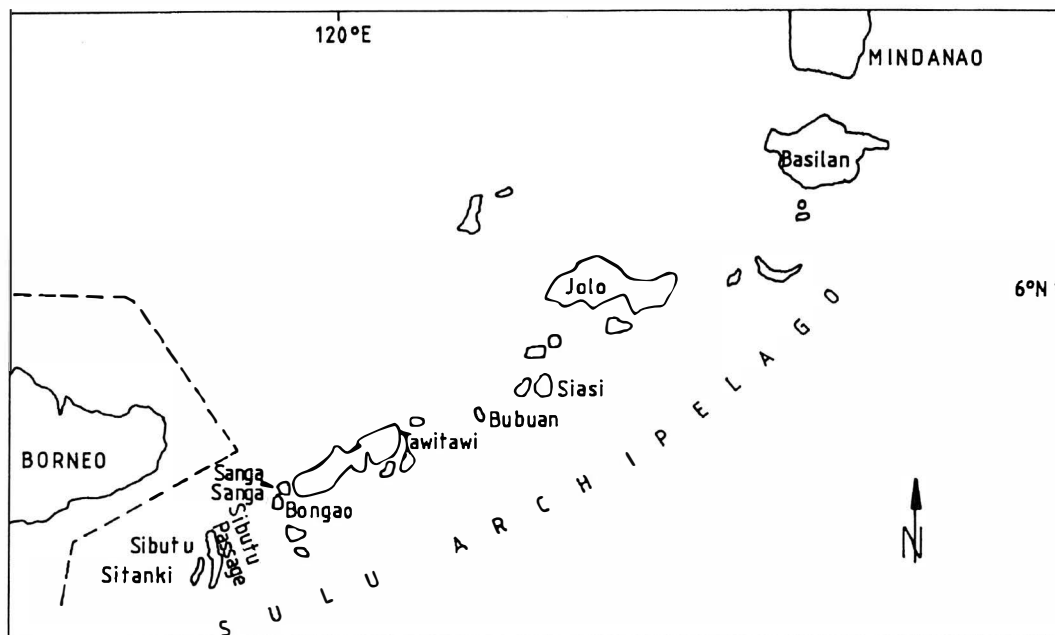 120°E
MINDANAO
Basilan
Jolo
6°N
Siasi
Bubuan
Tawitawi
BORNEO
Sanga
Sanga
Bongao
Sibutu
Passage
Sibutu
Sitanki
SULU ARCHIPELAGO
N